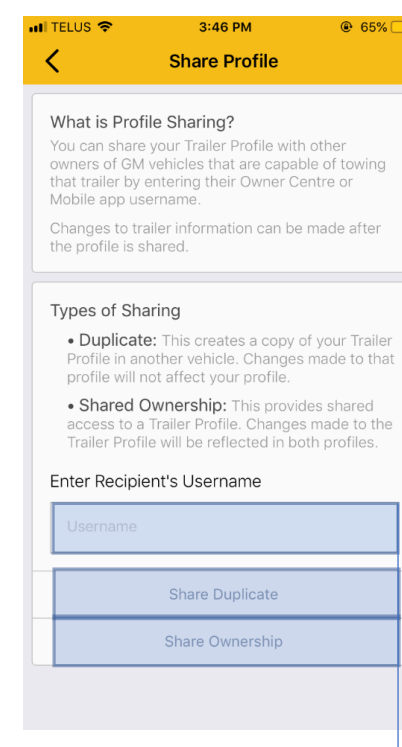 TELUS 3:46 PM 65%
Share Profile
What is Profile Sharing?
You can share your Trailer Profile with other
owners of GM vehicles that are capable of towing
that trailer by entering their Owner Centre or
Mobile app username.
Changes to trailer information can be made after
the profile is shared.
Types of Sharing
• Duplicate: This creates a copy of your Trailer
Profile in another vehicle. Changes made to that
profile will not affect your profile.
• Shared Ownership: This provides shared
access to a Trailer Profile. Changes made to the
Trailer Profile will be reflected in both profiles.
Enter Recipient's Username
Username
Share Duplicate
Share Ownership